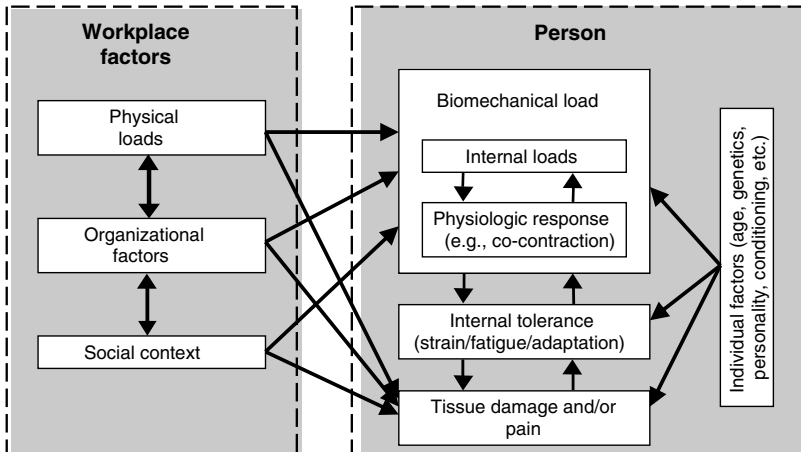 Workplace
factors
Physical
loads
Organizational
factors
Social context
Person
Biomechanical load
Internal loads
Physiologic response
(e.g., co-contraction)
Internal tolerance
(strain/fatigue/adaptation)
Tissue damage and/or
pain
Individual factors (age, genetics,
personality, conditioning, etc.)